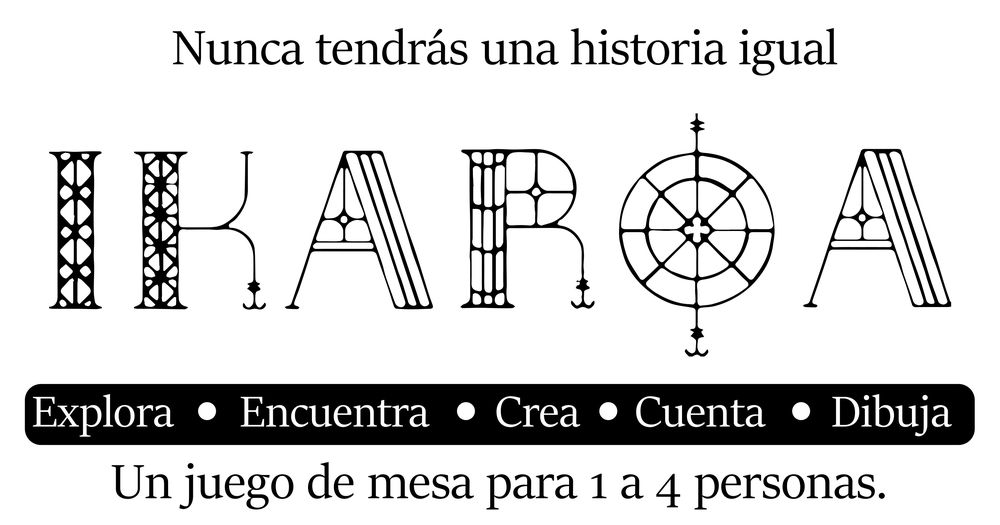 Nunca tendrás una historia igual
IKAROA
Explora • Encuentra • Crea • Cuenta • Dibuja
Un juego de mesa para 1 a 4 personas.